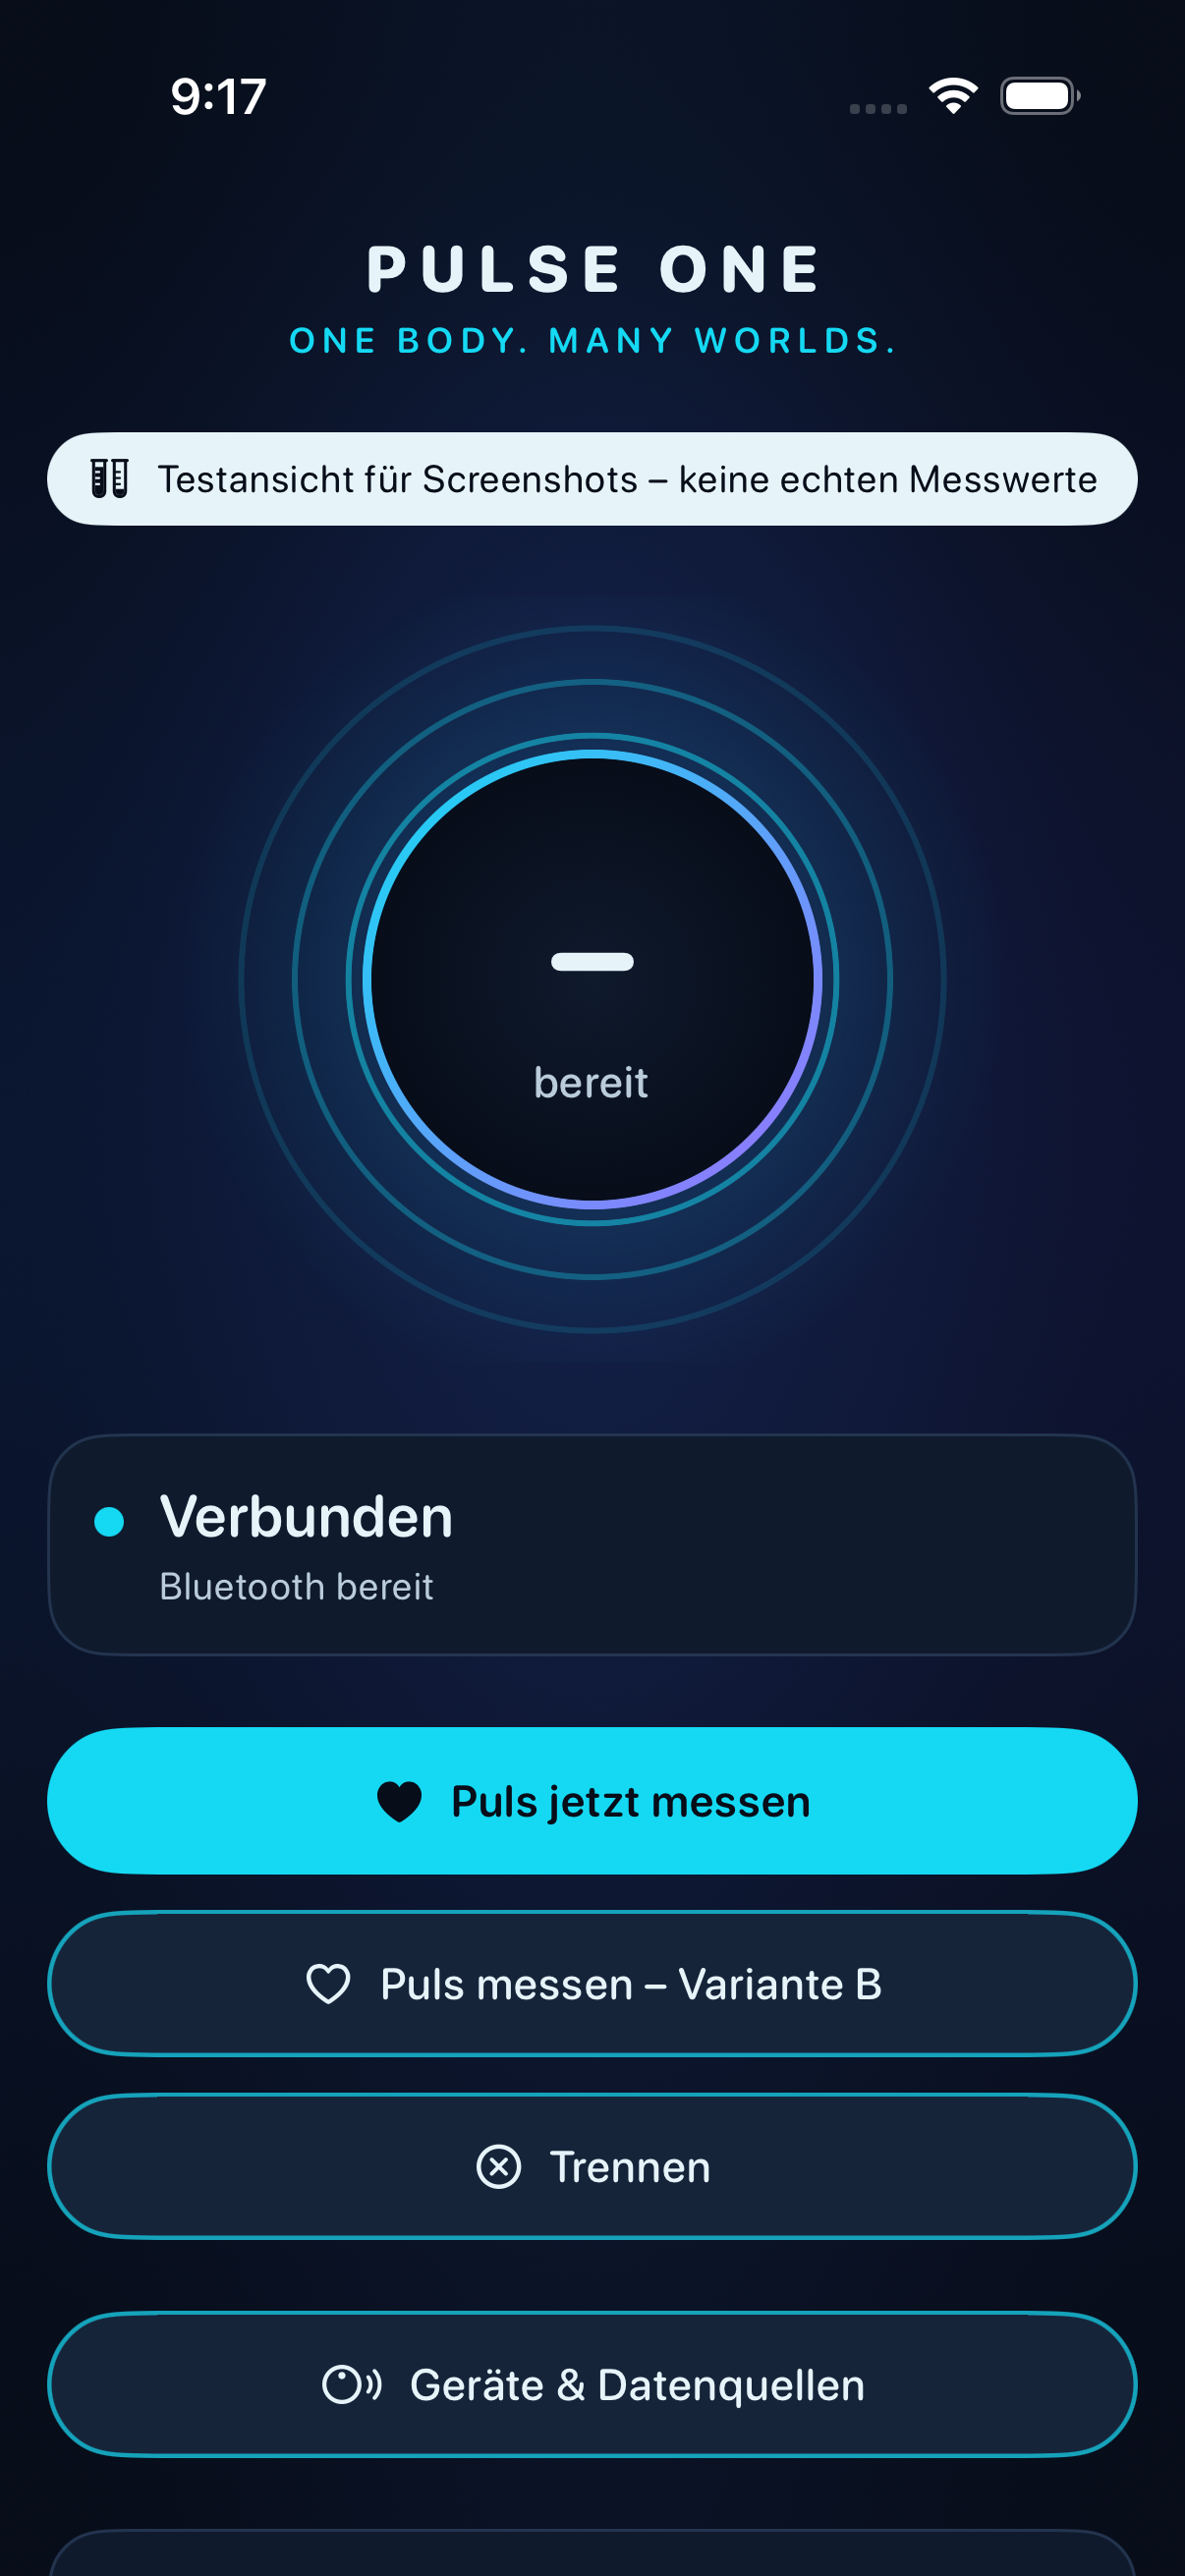 9:17
PULSE ONE
ONE BODY. MANY WORLDS.
Testansicht für Screenshots – keine echten Messwerte
–
bereit
Verbunden
Bluetooth bereit
Puls jetzt messen
Puls messen – Variante B
Trennen
Geräte & Datenquellen